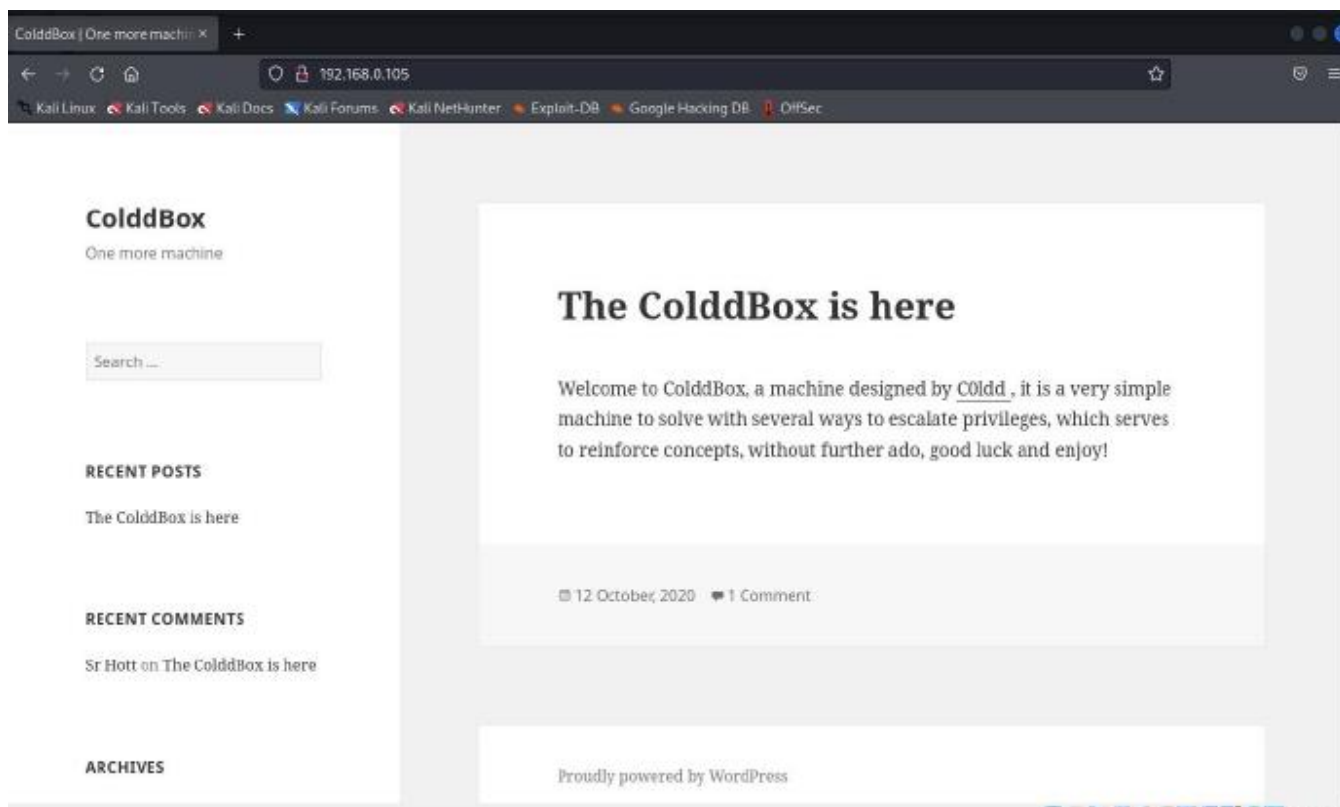 ColddBox | One more machin
192.168.0.105
Kali Linux Kali Tools Kali Docs Kali Forums Kali NetHunter Exploit-DB Google Hacking DB OffSec
ColddBox
One more machine
Search ...
RECENT POSTS
The ColddBox is here
RECENT COMMENTS
Sr Hott on The ColddBox is here
ARCHIVES
The ColddBox is here
Welcome to ColddBox, a machine designed by C0ldd , it is a very simple
machine to solve with several ways to escalate privileges, which serves
to reinforce concepts, without further ado, good luck and enjoy!
12 October, 2020 1 Comment
Proudly powered by WordPress